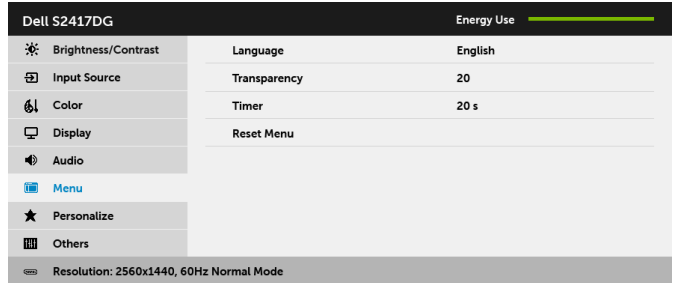 Dell S2417DG Energy Use
Brightness/Contrast Language English
Input Source Transparency 20
Color Timer 20 s
Display Reset Menu
Audio
Menu
Personalize
Others
Resolution: 2560x1440, 60Hz Normal Mode